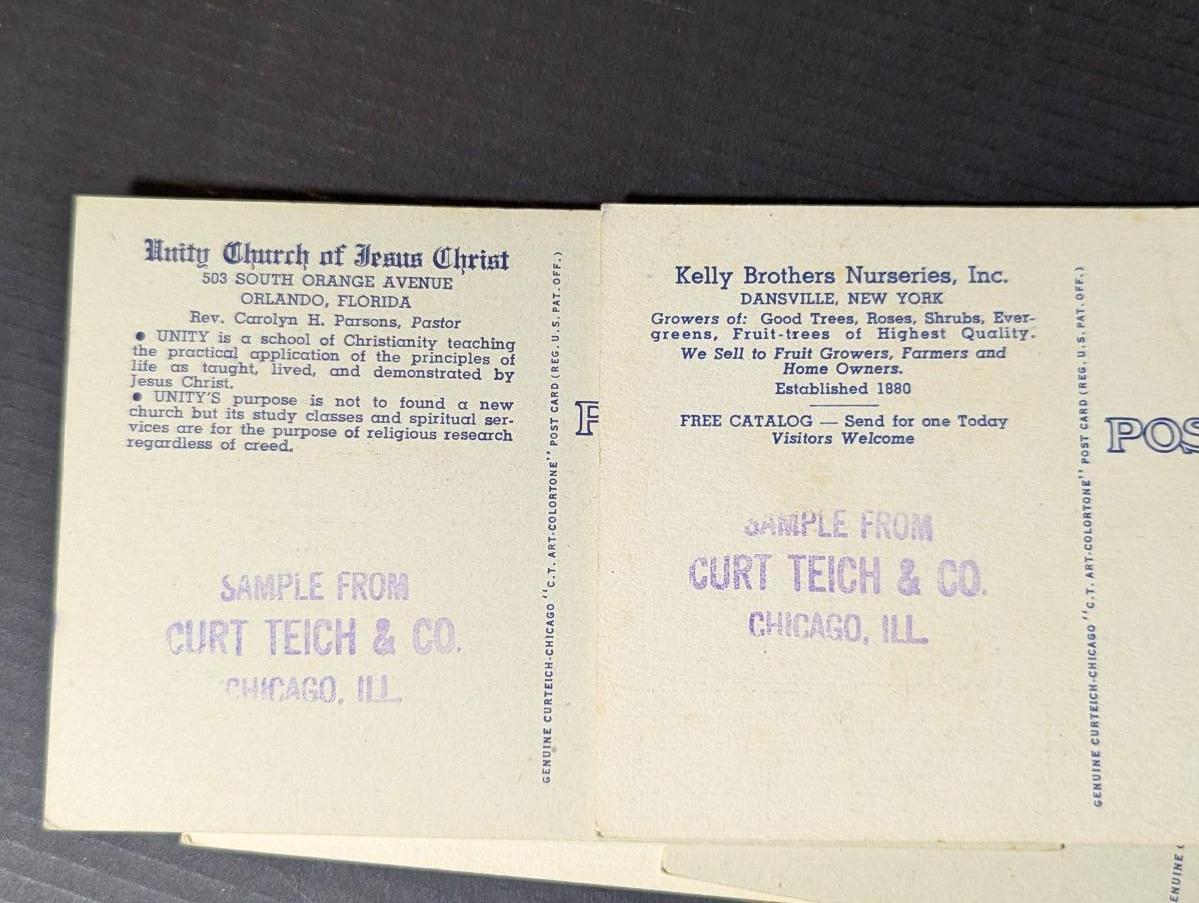 Unity Church of Jesus Christ
503 SOUTH ORANGE AVENUE
ORLANDO, FLORIDA
Rev. Carolyn H. Parsons, Pastor
• UNITY is a school of Christianity teaching
the practical application of the principles of
life as taught, lived, and demonstrated by
Jesus Christ.
• UNITY'S purpose is not to found a new
church but its study classes and spiritual ser-
vices are for the purpose of religious research
regardless of creed.
SAMPLE FROM
CURT TEICH & CO.
CHICAGO, ILL.
GENUINE CURTEICH-CHICAGO "C.T. ART-COLORTONE" POST CARD (REG. U.S. PAT. OFF.)
P
Kelly Brothers Nurseries, Inc.
DANSVILLE, NEW YORK
Growers of: Good Trees, Roses, Shrubs, Ever-
greens, Fruit-trees of Highest Quality.
We Sell to Fruit Growers, Farmers and
Home Owners.
Established 1880
FREE CATALOG — Send for one Today
Visitors Welcome
SAMPLE FROM
CURT TEICH & CO.
CHICAGO, ILL.
GENUINE CURTEICH-CHICAGO "C.T. ART-COLORTONE" POST CARD (REG. U.S. PAT. OFF.)
POS
GENUINE